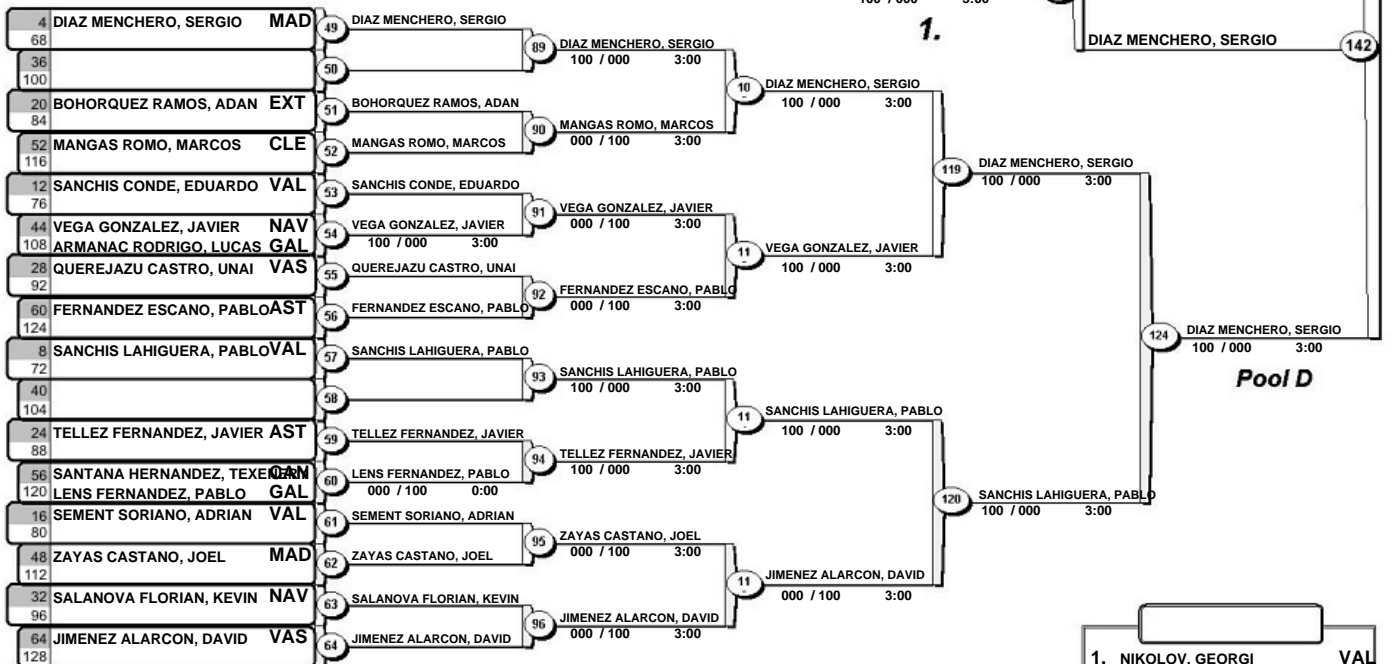 100 / 000 3:00
1.
DIAZ MENCHERO, SERGIO
142
4 DIAZ MENCHERO, SERGIO MAD
68
36
100
20 BOHORQUEZ RAMOS, ADAN EXT
84
52 MANGAS ROMO, MARCOS CLE
116
12 SANCHIS CONDE, EDUARDO VAL
76
44 VEGA GONZALEZ, JAVIER NAV
108 ARMANAC RODRIGO, LUCAS GAL
28 QUEREJAZU CASTRO, UNAI VAS
92
60 FERNANDEZ ESCANO, PABLO AST
124
8 SANCHIS LAHIGUERA, PABLO VAL
72
40
104
24 TELLEZ FERNANDEZ, JAVIER AST
88
56 SANTANA HERNANDEZ, CAN
120 LENS FERNANDEZ, PABLO GAL
16 SEMENT SORIANO, ADRIAN VAL
80
48 ZAYAS CASTANO, JOEL MAD
112
32 SALANOVA FLORIAN, KEVIN NAV
96
64 JIMENEZ ALARCON, DAVID VAS
128
49 DIAZ MENCHERO, SERGIO
50
51 BOHORQUEZ RAMOS, ADAN
52 MANGAS ROMO, MARCOS
53 SANCHIS CONDE, EDUARDO
54 VEGA GONZALEZ, JAVIER
100 / 000 3:00
55 QUEREJAZU CASTRO, UNAI
56 FERNANDEZ ESCANO, PABLO
57 SANCHIS LAHIGUERA, PABLO
58
59 TELLEZ FERNANDEZ, JAVIER
60 LENS FERNANDEZ, PABLO
000 / 100 0:00
61 SEMENT SORIANO, ADRIAN
62 ZAYAS CASTANO, JOEL
63 SALANOVA FLORIAN, KEVIN
64 JIMENEZ ALARCON, DAVID
89 DIAZ MENCHERO, SERGIO
100 / 000 3:00
90 MANGAS ROMO, MARCOS
000 / 100 3:00
91 VEGA GONZALEZ, JAVIER
000 / 100 3:00
92 FERNANDEZ ESCANO, PABLO
000 / 100 3:00
93 SANCHIS LAHIGUERA, PABLO
100 / 000 3:00
94 TELLEZ FERNANDEZ, JAVIER
100 / 000 3:00
95 ZAYAS CASTANO, JOEL
000 / 100 3:00
96 JIMENEZ ALARCON, DAVID
000 / 100 3:00
10 DIAZ MENCHERO, SERGIO
100 / 000 3:00
11 VEGA GONZALEZ, JAVIER
100 / 000 3:00
11 SANCHIS LAHIGUERA, PABLO
100 / 000 3:00
11 JIMENEZ ALARCON, DAVID
000 / 100 3:00
119 DIAZ MENCHERO, SERGIO
100 / 000 3:00
120 SANCHIS LAHIGUERA, PABLO
100 / 000 3:00
124 DIAZ MENCHERO, SERGIO
100 / 000 3:00
Pool D
1. NIKOLOV, GEORGI VAL